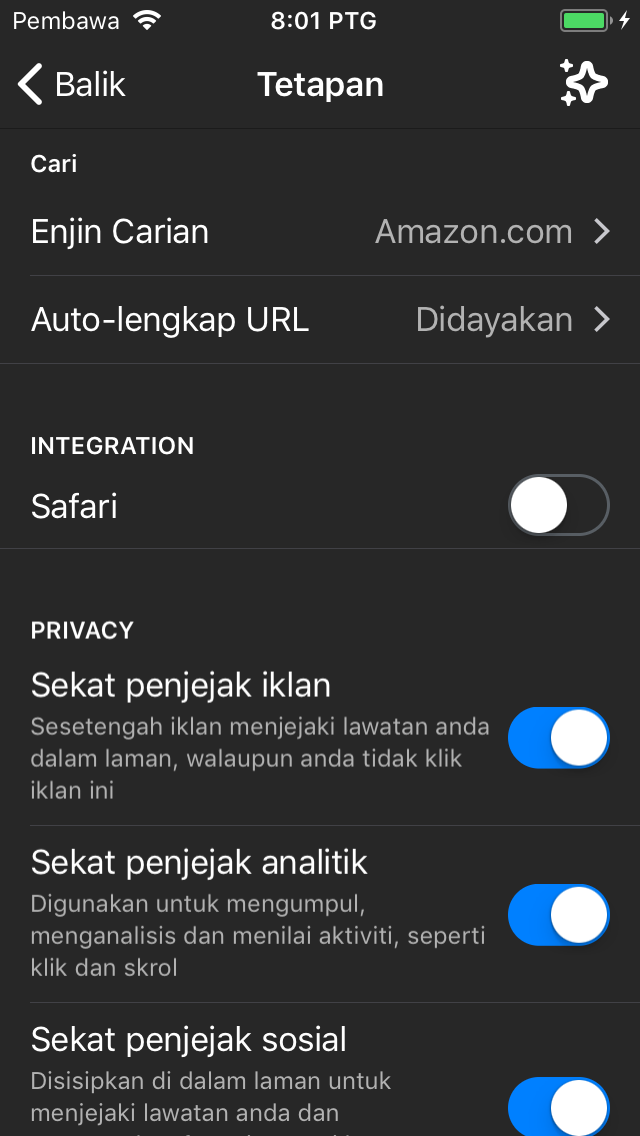 Pembawa 8:01 PTG
Balik Tetapan
Cari
Enjin Carian Amazon.com
Auto-lengkap URL Didayakan
INTEGRATION
Safari
PRIVACY
Sekat penjejak iklan
Sesetengah iklan menjejaki lawatan anda
dalam laman, walaupun anda tidak klik
iklan ini
Sekat penjejak analitik
Digunakan untuk mengumpul,
menganalisis dan menilai aktiviti, seperti
klik dan skrol
Sekat penjejak sosial
Disisipkan di dalam laman untuk
menjejaki lawatan anda dan